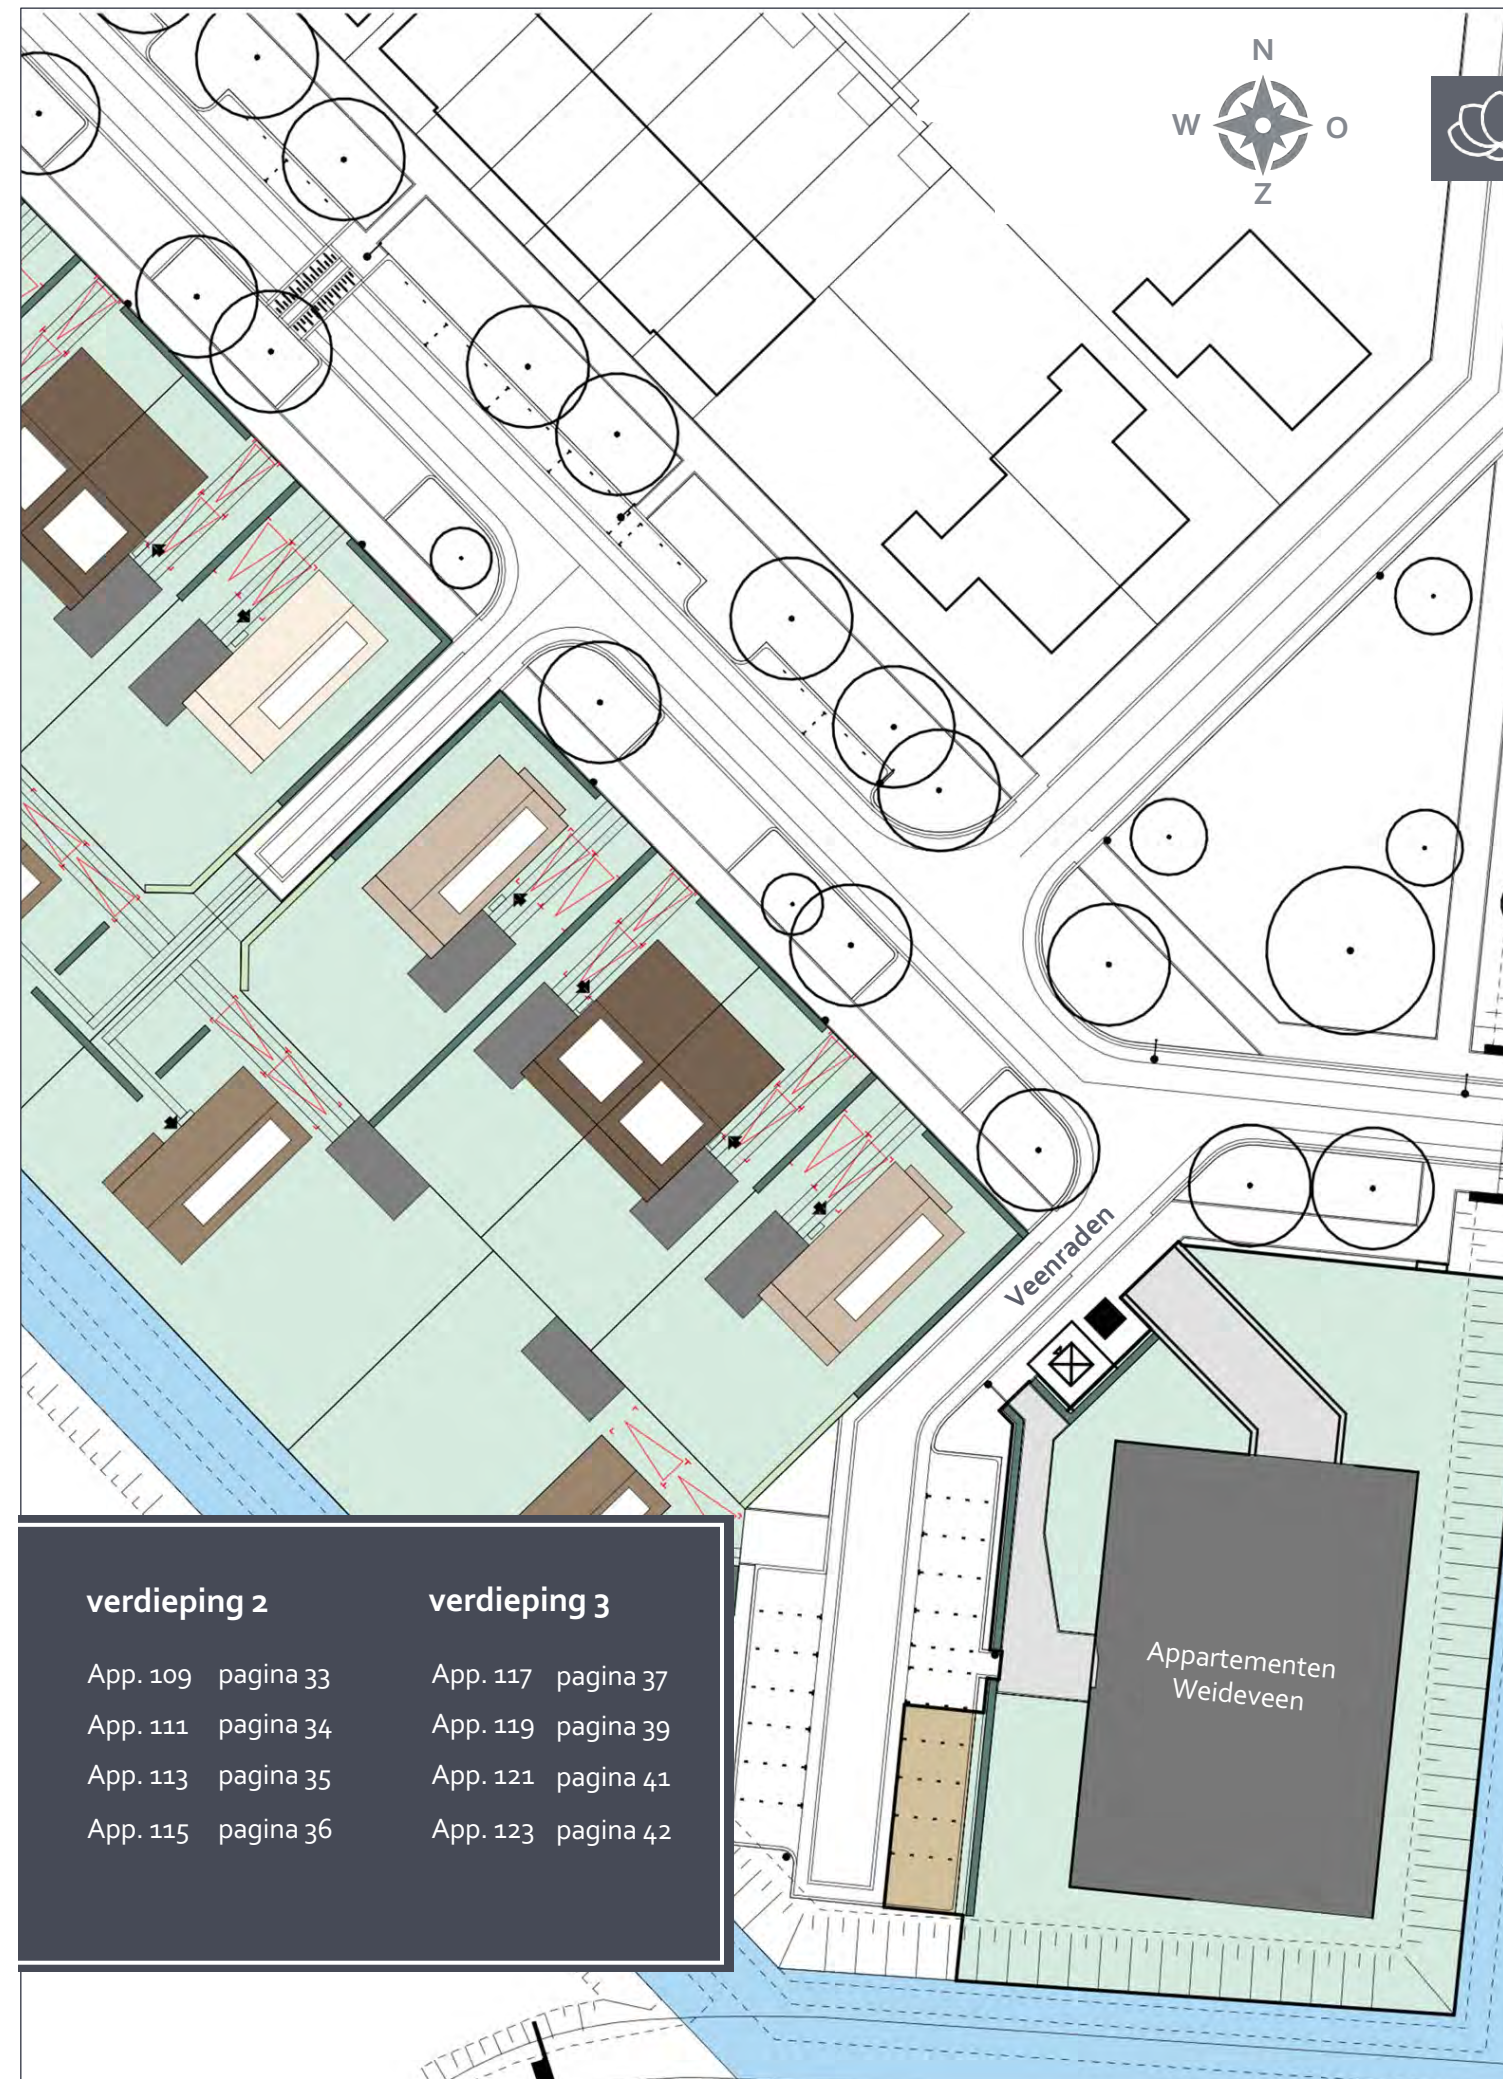 N
W O
Z
Veenraden
Appartementen
Weideveen
verdieping 2
App. 109 pagina 33
App. 111 pagina 34
App. 113 pagina 35
App. 115 pagina 36
verdieping 3
App. 117 pagina 37
App. 119 pagina 39
App. 121 pagina 41
App. 123 pagina 42